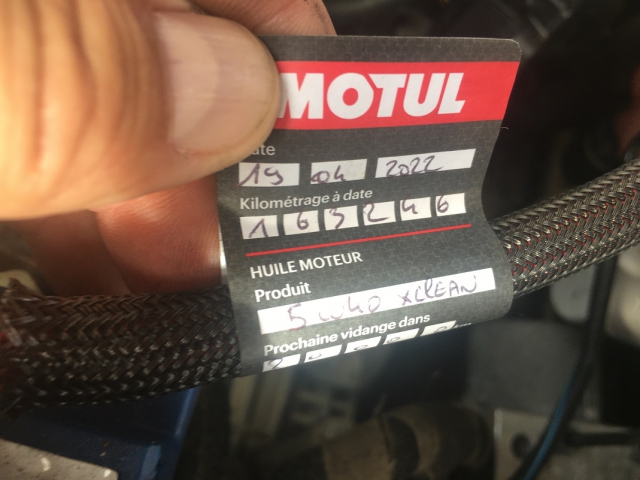 MOTUL
ate
19 04 2022
Kilométrage à date
163246
HUILE MOTEUR
Produit
5W40 XCLEAN
Prochaine vidange dans